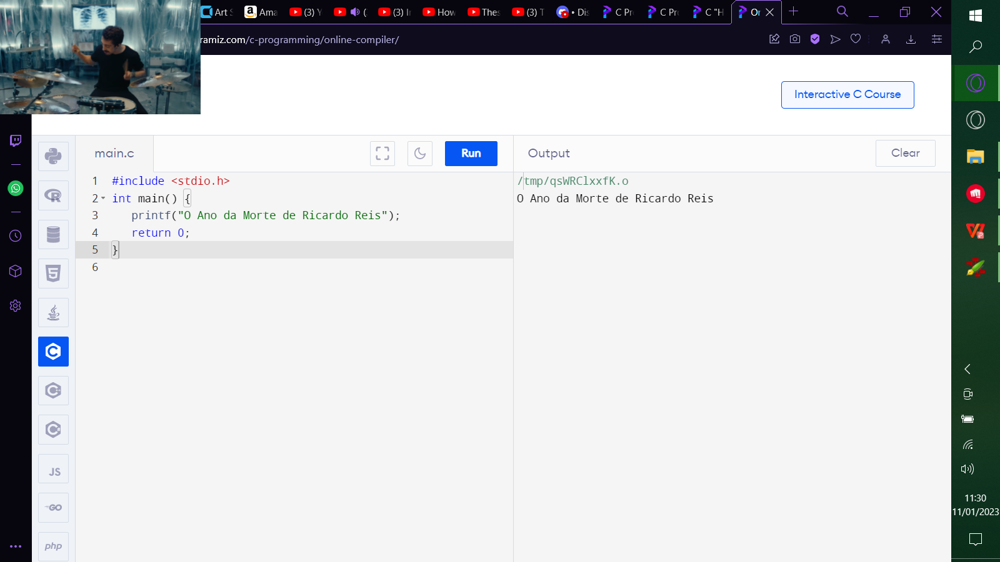 Art S
Ama
(3) Y
(
(3) I
How
Thes
(3) T
• Dis
C Pr
C Pr
C "H
On
ramiz.com/c-programming/online-compiler/
Interactive C Course
main.c
Run
Output
Clear
1 #include <stdio.h>
2 int main() {
3 printf("O Ano da Morte de Ricardo Reis");
4 return 0;
5 }
6
/tmp/qsWRClxxfK.o
O Ano da Morte de Ricardo Reis
JS
GO
php
11:30
11/01/2023